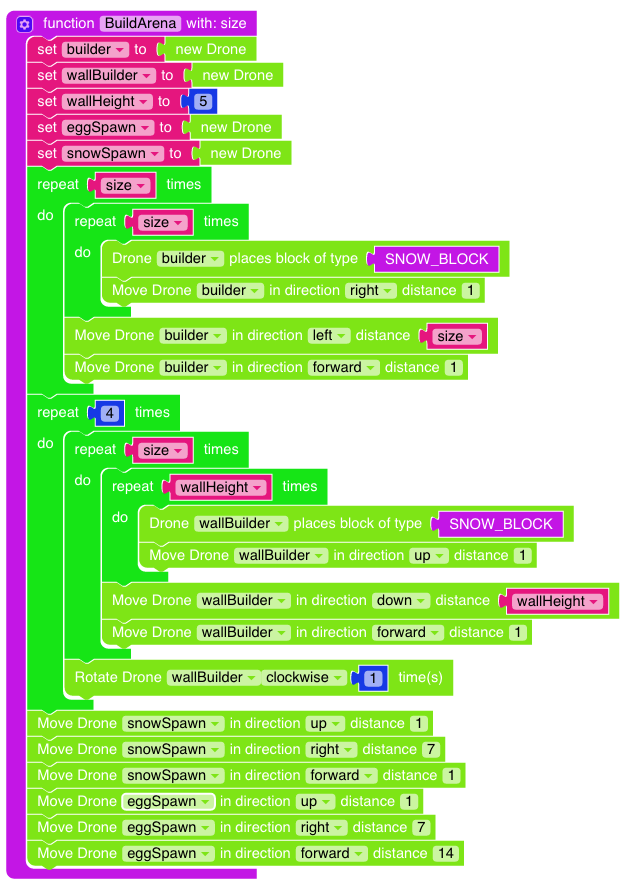 function BuildArena with: size
set builder to new Drone
set wallBuilder to new Drone
set wallHeight to 5
set eggSpawn to new Drone
set snowSpawn to new Drone
repeat size times
do repeat size times
do Drone builder places block of type SNOW_BLOCK
Move Drone builder in direction right distance 1
Move Drone builder in direction left distance size
Move Drone builder in direction forward distance 1
repeat 4 times
do repeat size times
do repeat wallHeight times
do Drone wallBuilder places block of type SNOW_BLOCK
Move Drone wallBuilder in direction up distance 1
Move Drone wallBuilder in direction down distance wallHeight
Move Drone wallBuilder in direction forward distance 1
Rotate Drone wallBuilder clockwise 1 time(s)
Move Drone snowSpawn in direction up distance 1
Move Drone snowSpawn in direction right distance 7
Move Drone snowSpawn in direction forward distance 1
Move Drone eggSpawn in direction up distance 1
Move Drone eggSpawn in direction right distance 7
Move Drone eggSpawn in direction forward distance 14